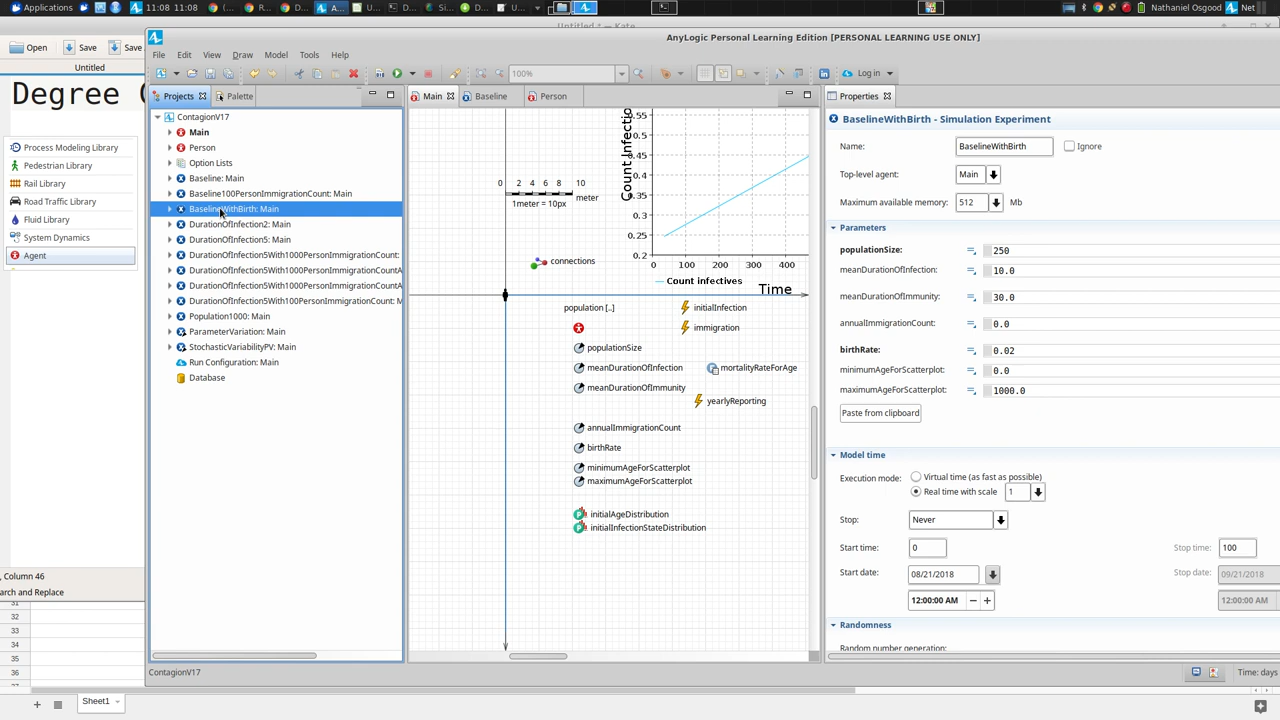 Applications
11:08 11:08
A...
U...
D...
Si...
D...
U...
Nathaniel Osgood
Net
Untitled * — Kate
AnyLogic Personal Learning Edition [PERSONAL LEARNING USE ONLY]
Open
Save
Save
Untitled
Degree
File Edit View Draw Model Tools Help
100%
Log in
Projects
Palette
Main
Baseline
Person
Properties
Process Modeling Library
Pedestrian Library
Rail Library
Road Traffic Library
Fluid Library
System Dynamics
Agent
, Column 46
arch and Replace
31
32
33
34
35
36
Sheet1
ContagionV17
Main
Person
Option Lists
Baseline: Main
Baseline100PersonImmigrationCount: Main
BaselineWithBirth: Main
DurationOfInfection2: Main
DurationOfInfection5: Main
DurationOfInfection5With1000PersonImmigrationCount:
DurationOfInfection5With1000PersonImmigrationCountA
DurationOfInfection5With100PersonImmigrationCountA
DurationOfInfection5With100PersonImmigrationCount: M
Population1000: Main
ParameterVariation: Main
StochasticVariabilityPV: Main
Run Configuration: Main
Database
0 2 4 6 8 10
meter
1meter = 10px
Count Infectio
0.55
0.5
0.45
0.4
0.35
0.3
0.25
0.2
0 100 200 300 400
Count infectives
Time
connections
population [..]
initialInfection
immigration
populationSize
meanDurationOfInfection
mortalityRateForAge
meanDurationOfImmunity
yearlyReporting
annualImmigrationCount
birthRate
minimumAgeForScatterplot
maximumAgeForScatterplot
initialAgeDistribution
initialInfectionStateDistribution
BaselineWithBirth - Simulation Experiment
Name: BaselineWithBirth Ignore
Top-level agent: Main
Maximum available memory: 512 Mb
Parameters
populationSize: 250
meanDurationOfInfection: 10.0
meanDurationOfImmunity: 30.0
annualImmigrationCount: 0.0
birthRate: 0.02
minimumAgeForScatterplot: 0.0
maximumAgeForScatterplot: 1000.0
Paste from clipboard
Model time
Execution mode: Virtual time (as fast as possible)
Real time with scale 1
Stop: Never
Start time: 0 Stop time: 100
Start date: 08/21/2018 Stop date: 09/21/2018
12:00:00 AM 12:00:00 AM
Randomness
Random number generation:
ContagionV17
Time: days